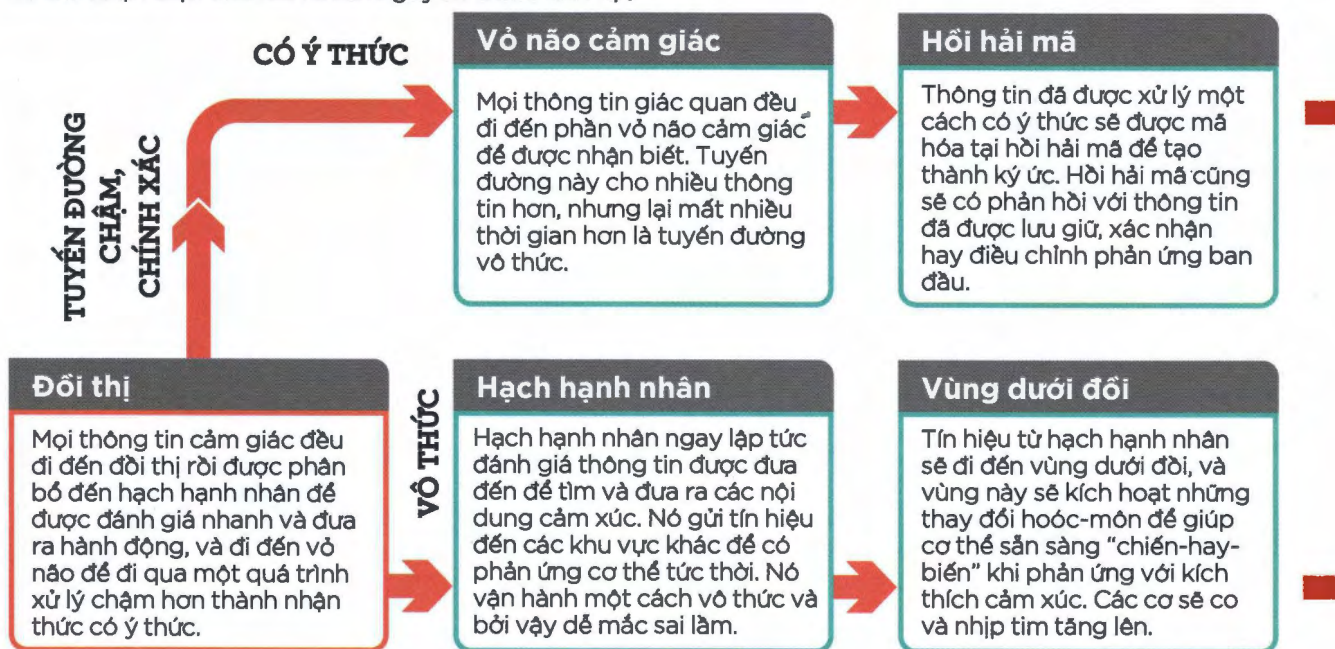 CÓ Ý THỨC
TUYẾN ĐƯỜNG
CHẬM,
CHÍNH XÁC
Vỏ não cảm giác
Mọi thông tin giác quan đều
đi đến phần vỏ não cảm giác
để được nhận biết. Tuyến
đường này cho nhiều thông
tin hơn, nhưng lại mất nhiều
thời gian hơn là tuyến đường
vô thức.
Hồi hải mã
Thông tin đã được xử lý một
cách có ý thức sẽ được mã
hóa tại hồi hải mã để tạo
thành ký ức. Hồi hải mã cũng
sẽ có phản hồi với thông tin
đã được lưu giữ, xác nhận
hay điều chỉnh phản ứng ban
đầu.
Đồi thị
Mọi thông tin cảm giác đều
đi đến đồi thị rồi được phân
bổ đến hạch hạnh nhân để
được đánh giá nhanh và đưa
ra hành động, và đi đến vỏ
não để đi qua một quá trình
xử lý chậm hơn thành nhận
thức có ý thức.
VÔ THỨC
Hạch hạnh nhân
Hạch hạnh nhân ngay lập tức
đánh giá thông tin được đưa
đến để tìm và đưa ra các nội
dung cảm xúc. Nó gửi tín hiệu
đến các khu vực khác để có
phản ứng cơ thể tức thời. Nó
vận hành một cách vô thức và
bởi vậy dễ mắc sai lầm.
Vùng dưới đồi
Tín hiệu từ hạch hạnh nhân
sẽ đi đến vùng dưới đồi, và
vùng này sẽ kích hoạt những
thay đổi hoóc-môn để giúp
cơ thể sẵn sàng "chiến-hay-
biến" khi phản ứng với kích
thích cảm xúc. Các cơ sẽ co
và nhịp tim tăng lên.